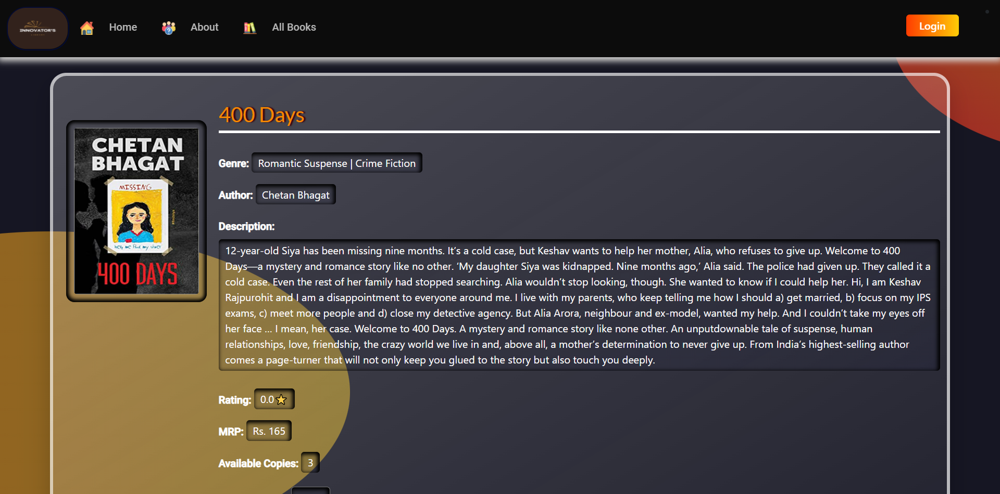 INNOVATOR'S
Home
About
All Books
Login
CHETAN
BHAGAT
MISSING
#findsiya
help me find my sister
400 DAYS
400 Days
Genre: Romantic Suspense | Crime Fiction
Author: Chetan Bhagat
Description:
12-year-old Siya has been missing nine months. It’s a cold case, but Keshav wants to help her mother, Alia, who refuses to give up. Welcome to 400
Days—a mystery and romance story like no other. ‘My daughter Siya was kidnapped. Nine months ago,’ Alia said. The police had given up. They called it a
cold case. Even the rest of her family had stopped searching. Alia wouldn’t stop looking, though. She wanted to know if I could help her. Hi, I am Keshav
Rajpurohit and I am a disappointment to everyone around me. I live with my parents, who keep telling me how I should a) get married, b) focus on my IPS
exams, c) meet more people and d) close my detective agency. But Alia Arora, neighbour and ex-model, wanted my help. And I couldn’t take my eyes off
her face ... I mean, her case. Welcome to 400 Days. A mystery and romance story like none other. An unputdownable tale of suspense, human
relationships, love, friendship, the crazy world we live in and, above all, a mother’s determination to never give up. From India’s highest-selling author
comes a page-turner that will not only keep you glued to the story but also touch you deeply.
Rating: 0.0
MRP: Rs. 165
Available Copies: 3